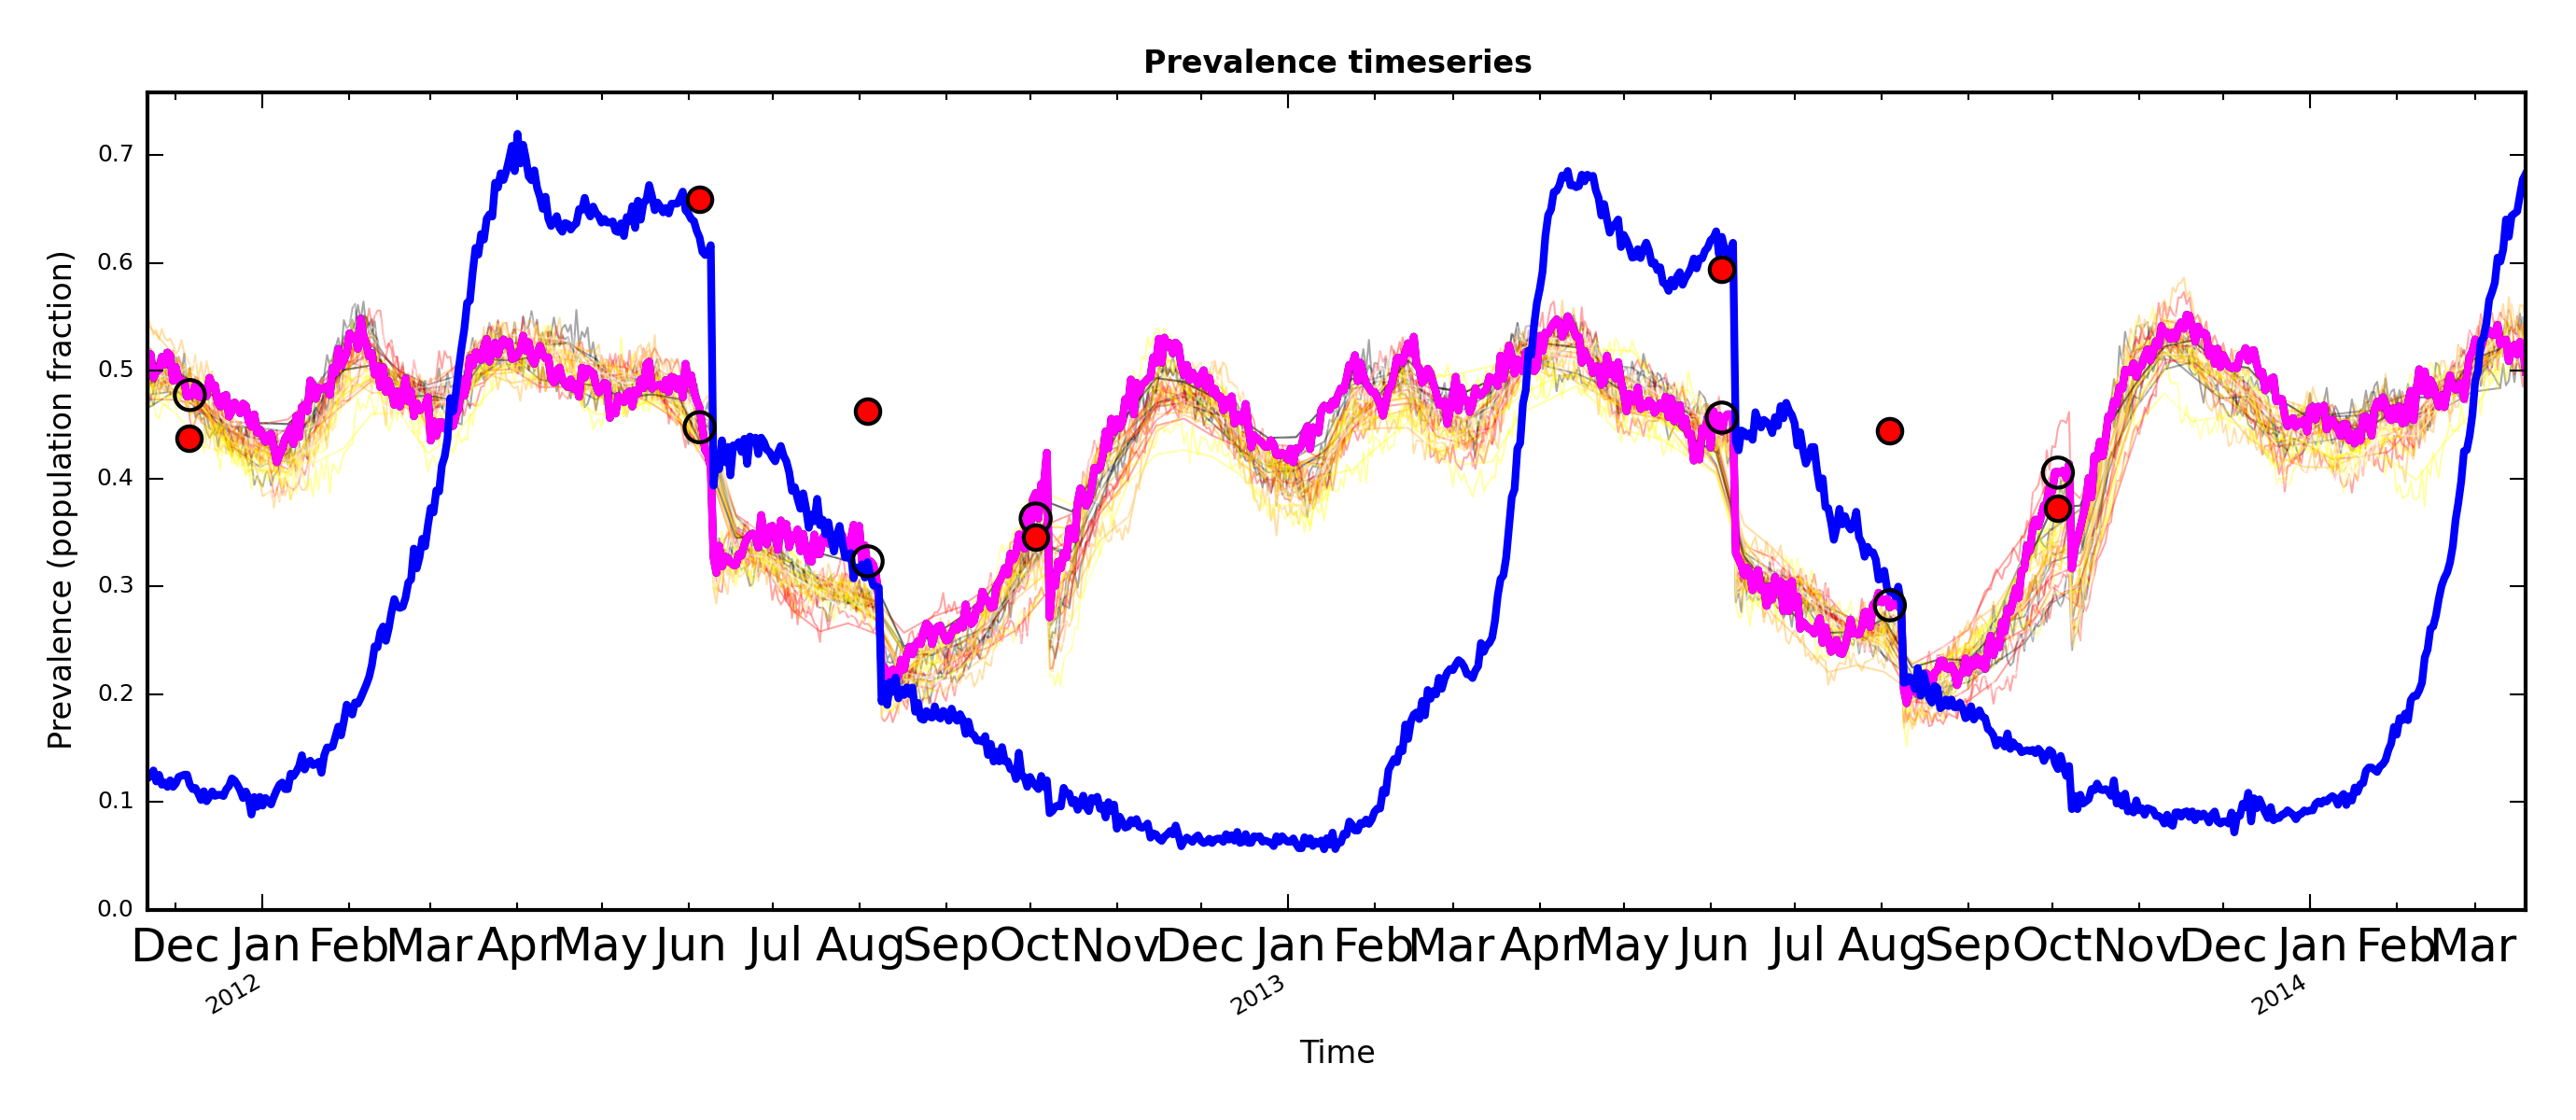 Prevalence timeseries
Prevalence (population fraction)
0.7
0.6
0.5
0.4
0.3
0.2
0.1
0.0
Dec Jan Feb Mar Apr May Jun Jul Aug Sep Oct Nov Dec Jan Feb Mar Apr May Jun Jul Aug Sep Oct Nov Dec Jan Feb Mar
2012 2013 2014
Time